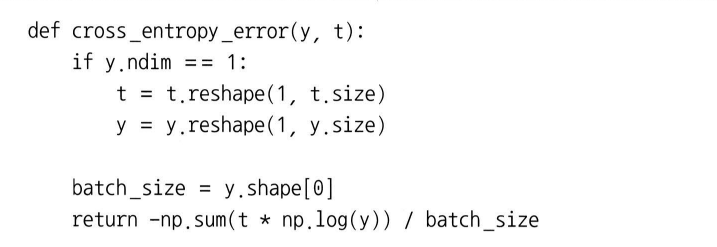 def cross_entropy_error(y, t):
    if y.ndim == 1:
        t = t.reshape(1, t.size)
        y = y.reshape(1, y.size)

    batch_size = y.shape[0]
    return -np.sum(t * np.log(y)) / batch_size